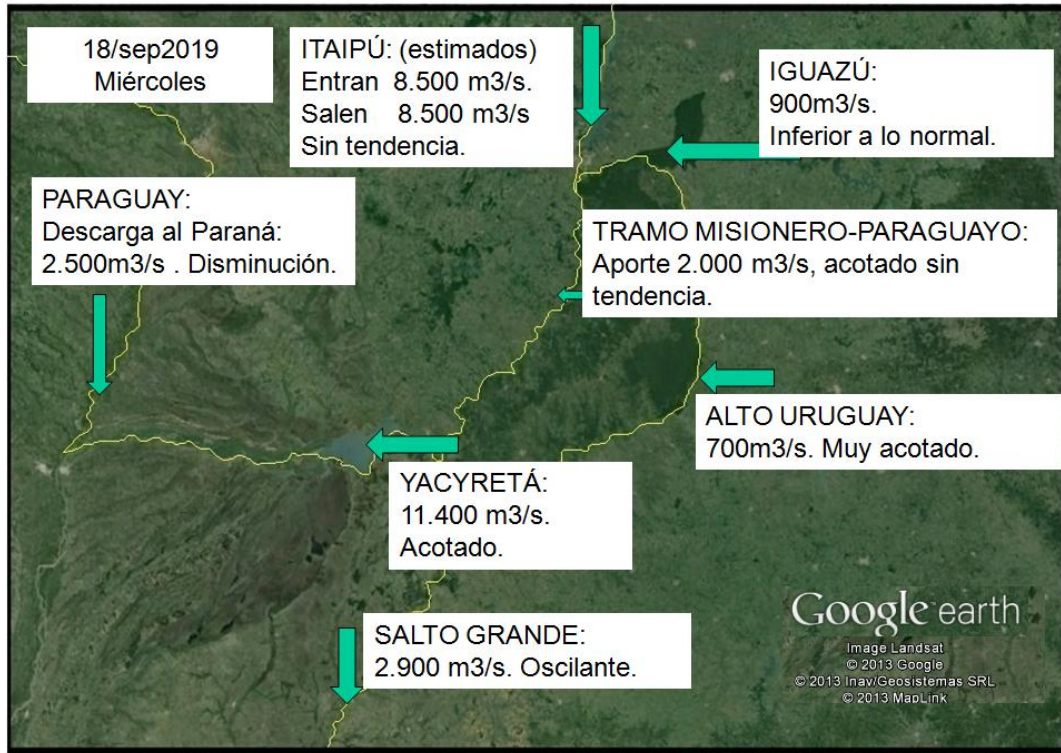 18/sep2019
Miércoles
ITAIPÚ: (estimados)
Entran 8.500 m3/s.
Salen 8.500 m3/s
Sin tendencia.
IGUAZÚ:
900m3/s.
Inferior a lo normal.
PARAGUAY:
Descarga al Paraná:
2.500m3/s . Disminución.
TRAMO MISIONERO-PARAGUAYO:
Aporte 2.000 m3/s, acotado sin
tendencia.
ALTO URUGUAY:
700m3/s. Muy acotado.
YACYRETÁ:
11.400 m3/s.
Acotado.
SALTO GRANDE:
2.900 m3/s. Oscilante.
Google earth
Image Landsat
© 2013 Google
© 2013 Inav/Geosistemas SRL
© 2013 MapLink